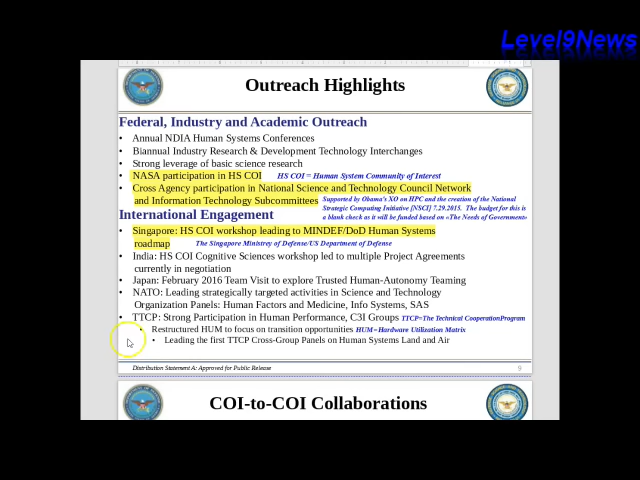 Level9News
Outreach Highlights
Federal, Industry and Academic Outreach
• Annual NDIA Human Systems Conferences
• Biannual Industry Research & Development Technology Interchanges
• Strong leverage of basic science research
• NASA participation in HS COI HS COI = Human System Community of Interest
• Cross Agency participation in National Science and Technology Council Network
and Information Technology Subcommittees Supported by Obama's XO on HPC and the creation of the National
Strategic Computing Initiative [NSCI] 7.29.2015. The budget for this is
a blank check as it will be funded based on «The Needs of Government»
International Engagement
• Singapore: HS COI workshop leading to MINDEF/DoD Human Systems
roadmap The Singapore Ministrey of Defense/US Department of Defense
• India: HS COI Cognitive Sciences workshop led to multiple Project Agreements
currently in negotiation
• Japan: February 2016 Team Visit to explore Trusted Human-Autonomy Teaming
• NATO: Leading strategically targeted activities in Science and Technology
Organization Panels: Human Factors and Medicine, Info Systems, SAS
• TTCP: Strong Participation in Human Performance, C3I Groups TTCP=The Technical CooperationProgram
• Restructured HUM to focus on transition opportunities HUM=Hardware Utilization Matrix
• Leading the first TTCP Cross-Group Panels on Human Systems Land and Air
Distribution Statement A: Approved for Public Release
9
COI-to-COI Collaborations